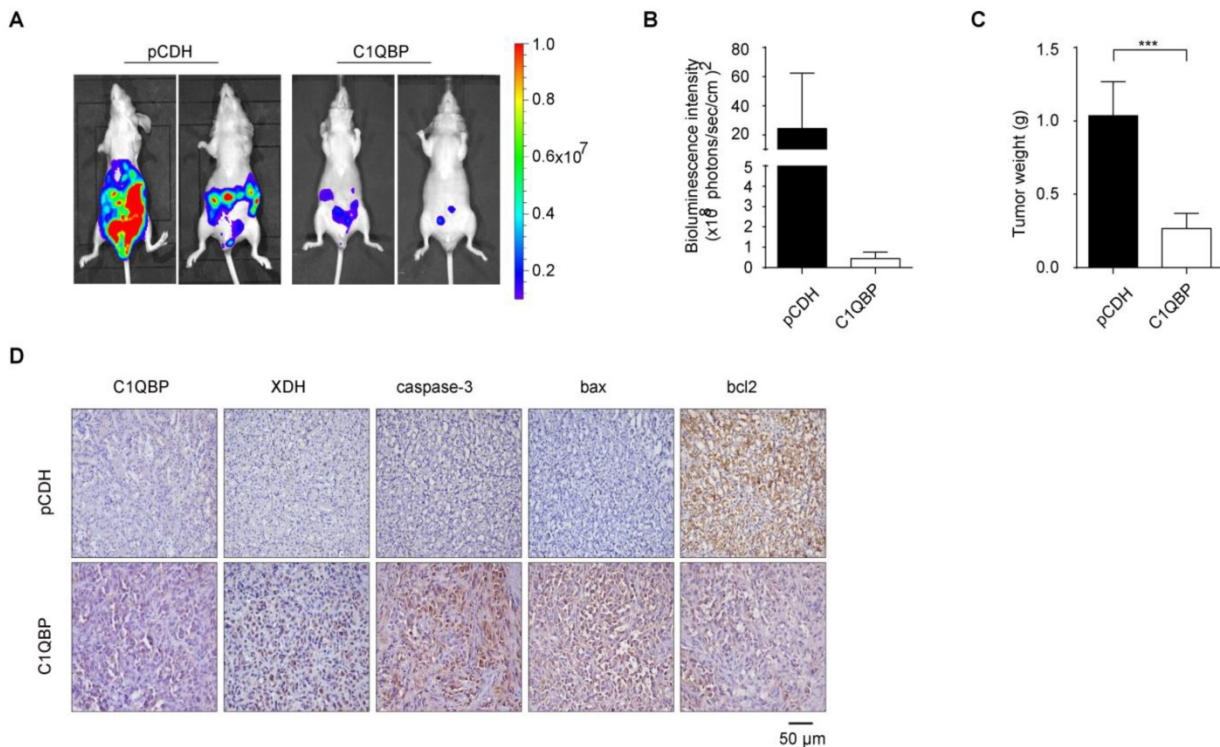 A
pCDH
C1QBP
1.0
0.8
0.6x10⁷
0.4
0.2
B
Bioluminescence intensity
(x10⁸ photons/sec/cm²)
80
60
40
20
5
4
3
2
1
0
pCDH
C1QBP
C
Tumor weight (g)
1.5
1.0
0.5
0.0
***
pCDH
C1QBP
D
C1QBP
XDH
caspase-3
bax
bcl2
pCDH
C1QBP
50 μm